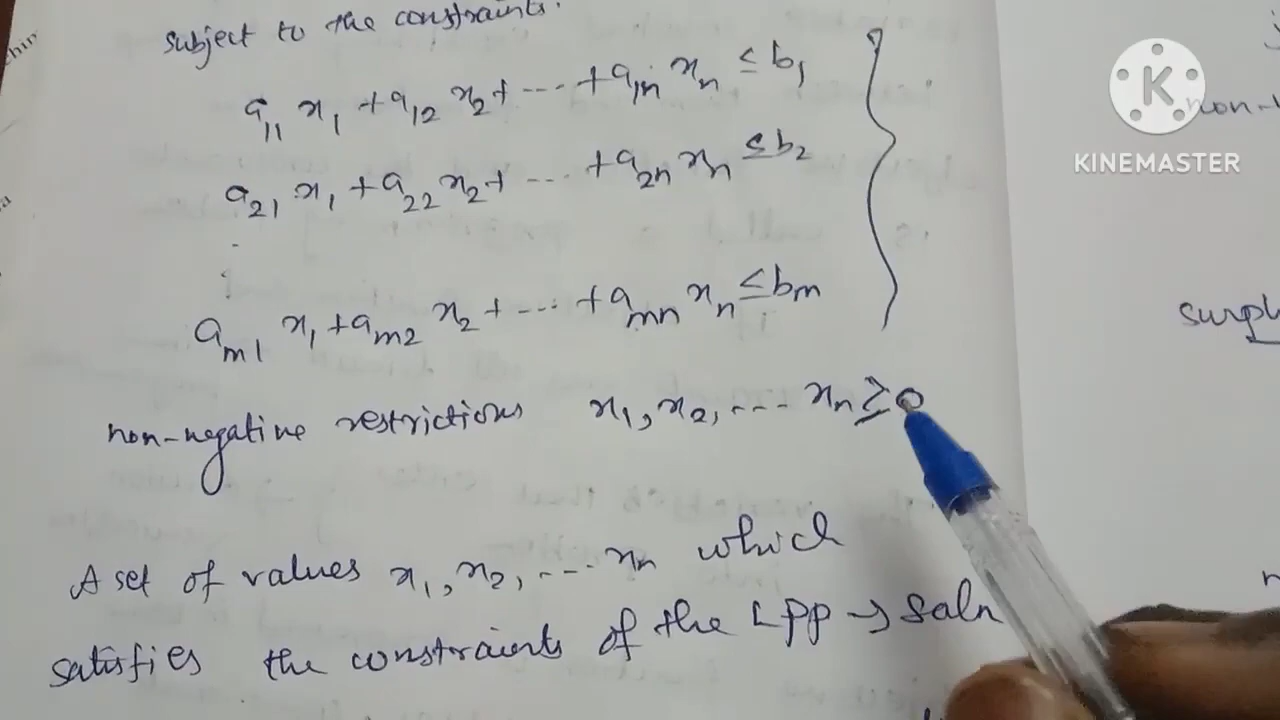 subject to the constraints.
a11 x1 + a12 x2 + --- + a1n xn ≤ b1
a21 x1 + a22 x2 + --- + a2n xn ≤ b2
am1 x1 + am2 x2 + --- + amn xn ≤ bm
non-negative restrictions x1, x2, --- xn ≥ 0
A set of values x1, x2, --- xn which
satisfies the constraints of the LPP → soln
K
KINEMASTER
non-
surpl